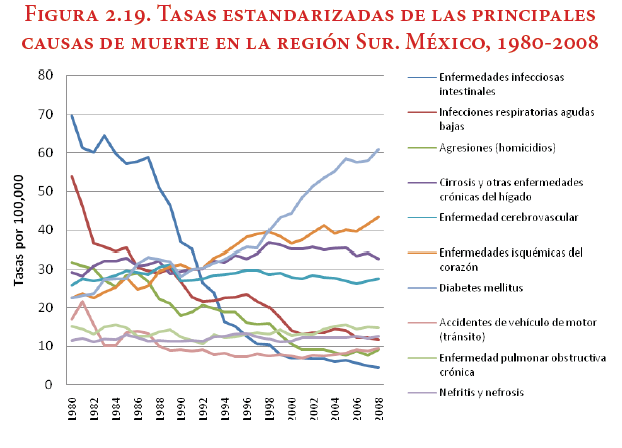 Figura 2.19. Tasas estandarizadas de las principales
causas de muerte en la región Sur. México, 1980-2008
80
70
60
50
40
30
20
10
0
Tasas por 100,000
1980
1982
1984
1986
1988
1990
1992
1994
1996
1998
2000
2002
2004
2006
2008
Enfermedades infecciosas
intestinales
Infecciones respiratorias agudas
bajas
Agresiones (homicidios)
Cirrosis y otras enfermedades
crónicas del hígado
Enfermedad cerebrovascular
Enfermedades isquémicas del
corazón
Diabetes mellitus
Accidentes de vehículo de motor
(tránsito)
Enfermedad pulmonar obstructiva
crónica
Nefritis y nefrosis